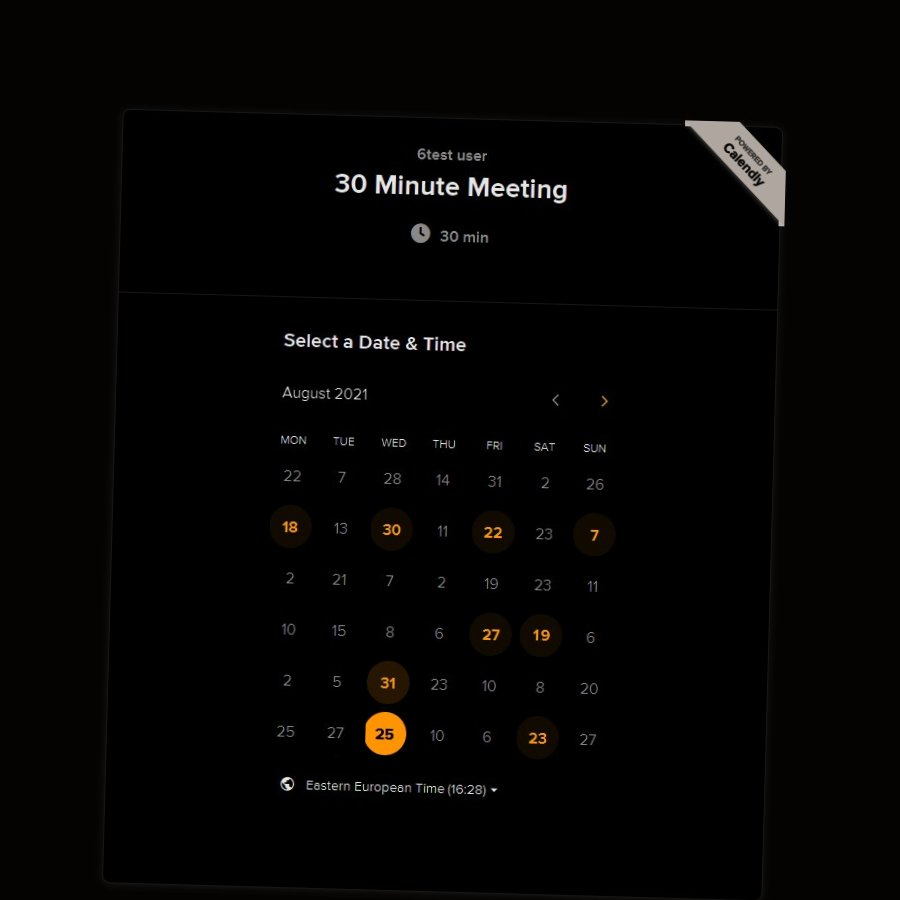 POWERED BY
Calendly
6test user
30 Minute Meeting
30 min
Select a Date & Time
August 2021
MON TUE WED THU FRI SAT SUN
22 7 28 14 31 2 26
18 13 30 11 22 23 7
2 21 7 2 19 23 11
10 15 8 6 27 19 6
2 5 31 23 10 8 20
25 27 25 10 6 23 27
Eastern European Time (16:28)